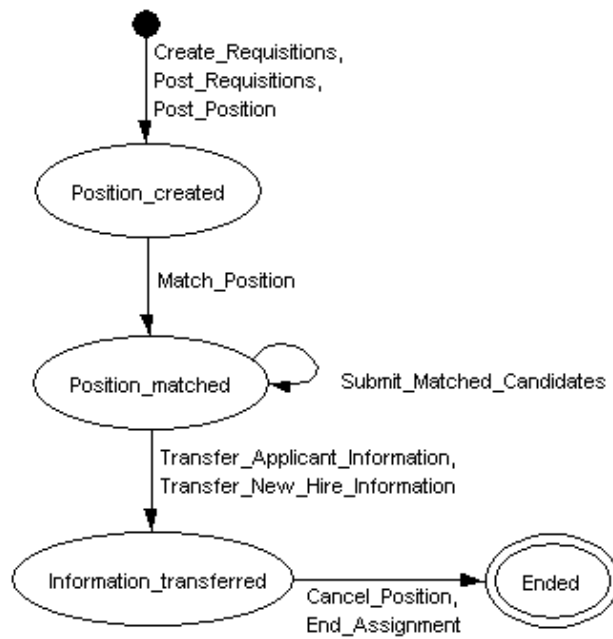 Create_Requisitions,
Post_Requisitions,
Post_Position
Position_created
Match_Position
Position_matched
Submit_Matched_Candidates
Transfer_Applicant_Information,
Transfer_New_Hire_Information
Information_transferred
Cancel_Position,
End_Assignment
Ended